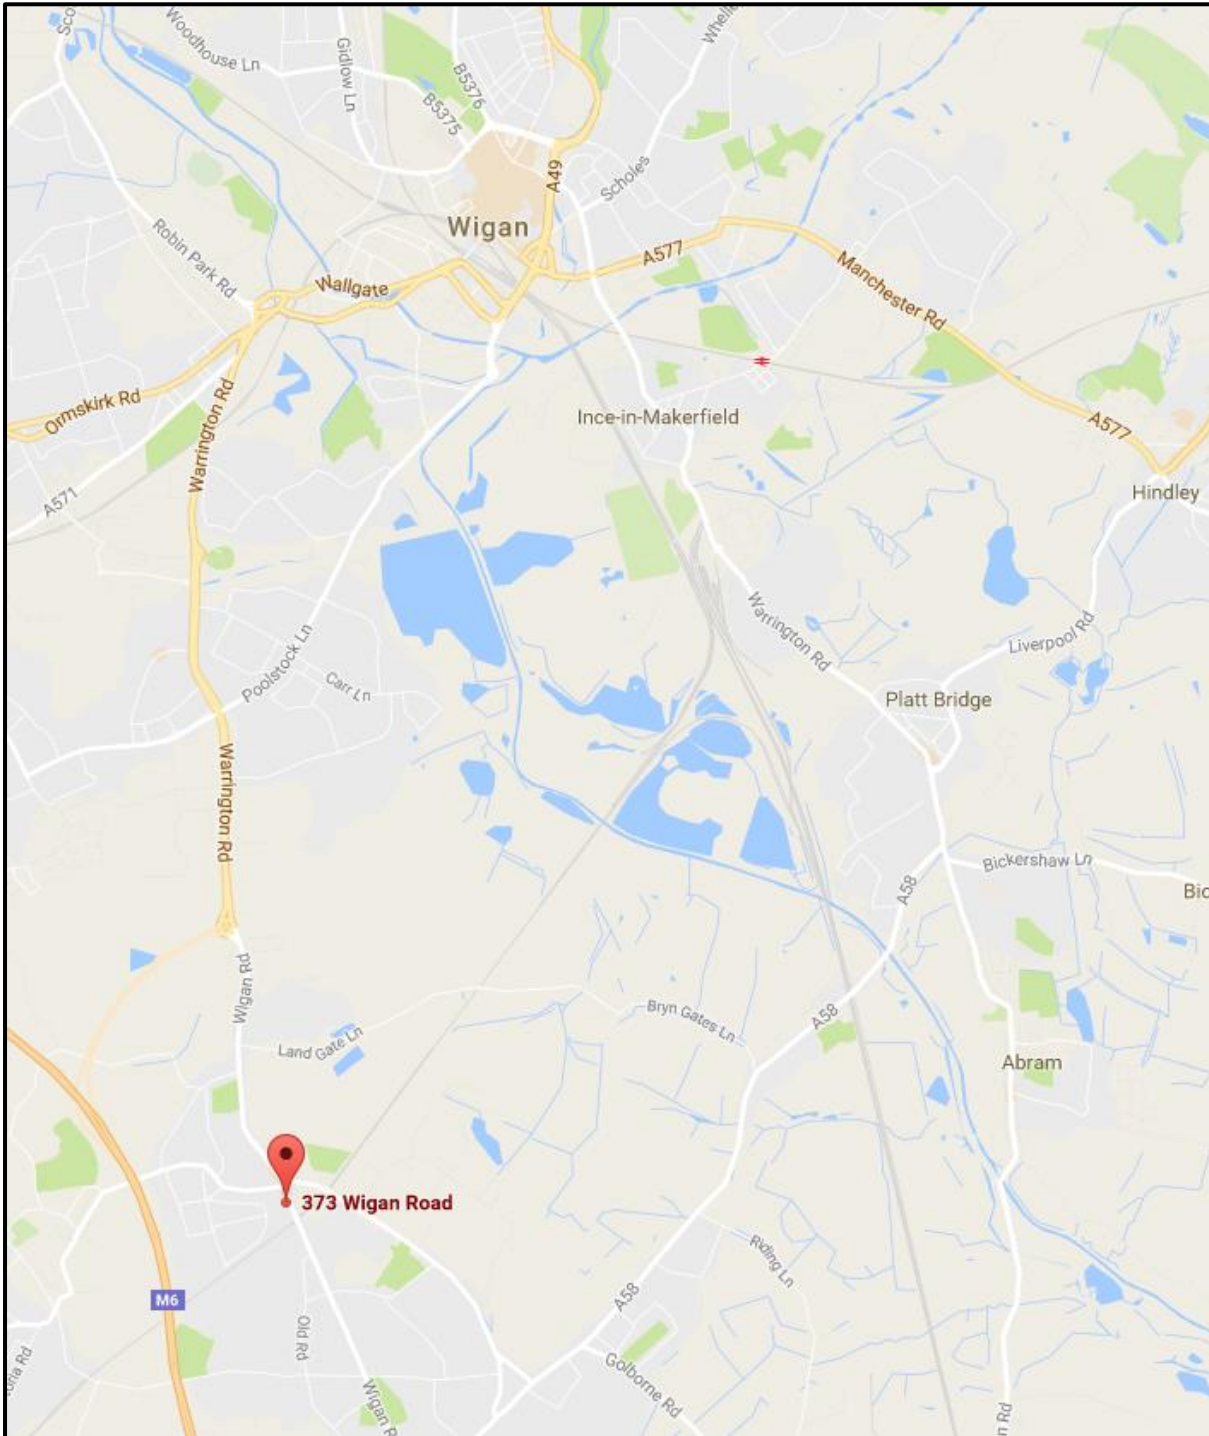 Woodhouse Ln
Gidlow Ln
B5376
B5375
A49
Scholes
Wigan
Robin Park Rd
Wallgate
A577
Manchester Rd
Ormskirk Rd
Warrington Rd
Ince-in-Makerfield
A577
A571
Hindley
Poolstock Ln
Carr Ln
Warrington Rd
Liverpool Rd
Platt Bridge
Warrington Rd
Bickershaw Ln
A58
Wigan Rd
Bryn Gates Ln
A58
Land Gate Ln
Abram
373 Wigan Road
Riding Ln
M6
A58
Old Rd
Golborne Rd
Wigan R